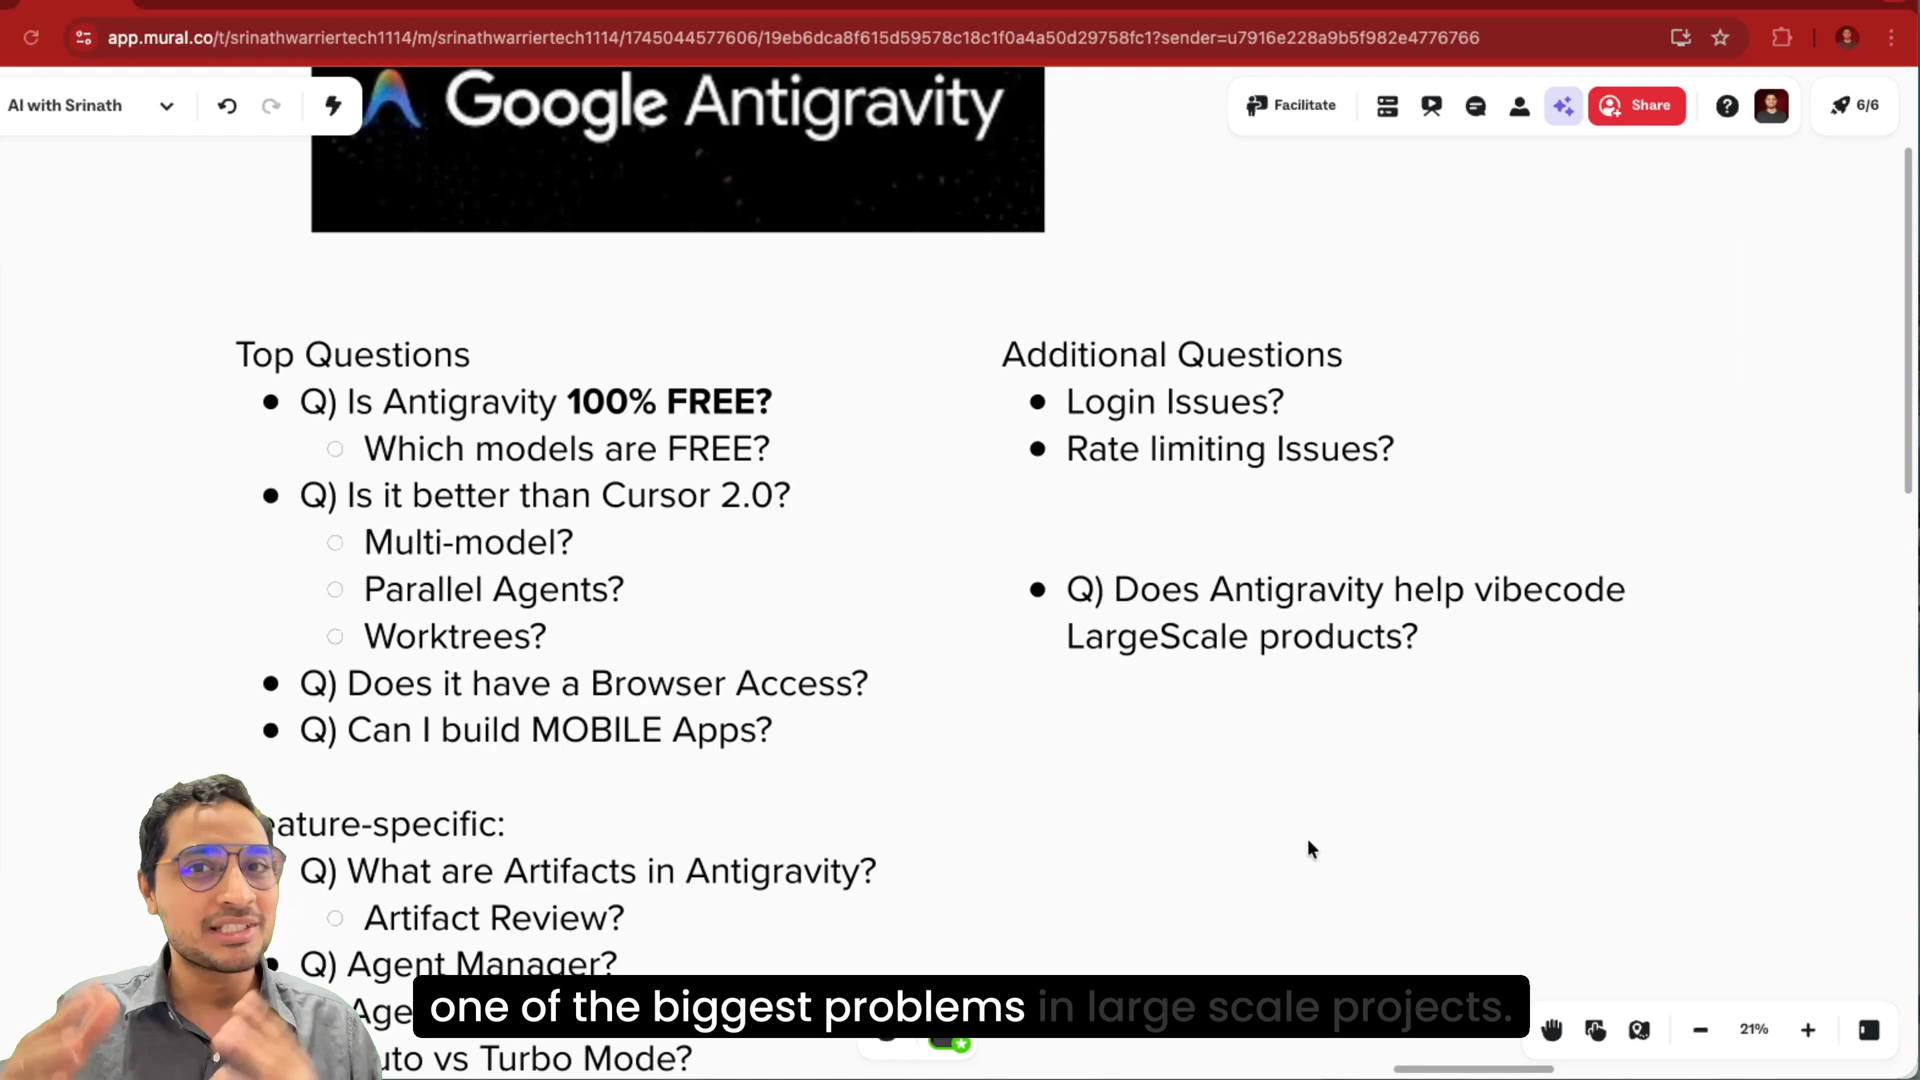 app.mural.co/t/srinathwarriertech1114/m/srinathwarriertech1114/1745044577606/19eb6dca8f615d59578c18c1f0a4a50d29758fc1?sender=u7916e228a9b5f982e4776766
AI with Srinath
Google Antigravity
Facilitate
Share
6/6
Top Questions
Q) Is Antigravity 100% FREE?
Which models are FREE?
Q) Is it better than Cursor 2.0?
Multi-model?
Parallel Agents?
Worktrees?
Q) Does it have a Browser Access?
Q) Can I build MOBILE Apps?
Additional Questions
Login Issues?
Rate limiting Issues?
Q) Does Antigravity help vibecode
LargeScale products?
eature-specific:
Q) What are Artifacts in Antigravity?
Artifact Review?
Q) Agent Manager?
Age
uto vs Turbo Mode?
one of the biggest problems in large scale projects.
21%